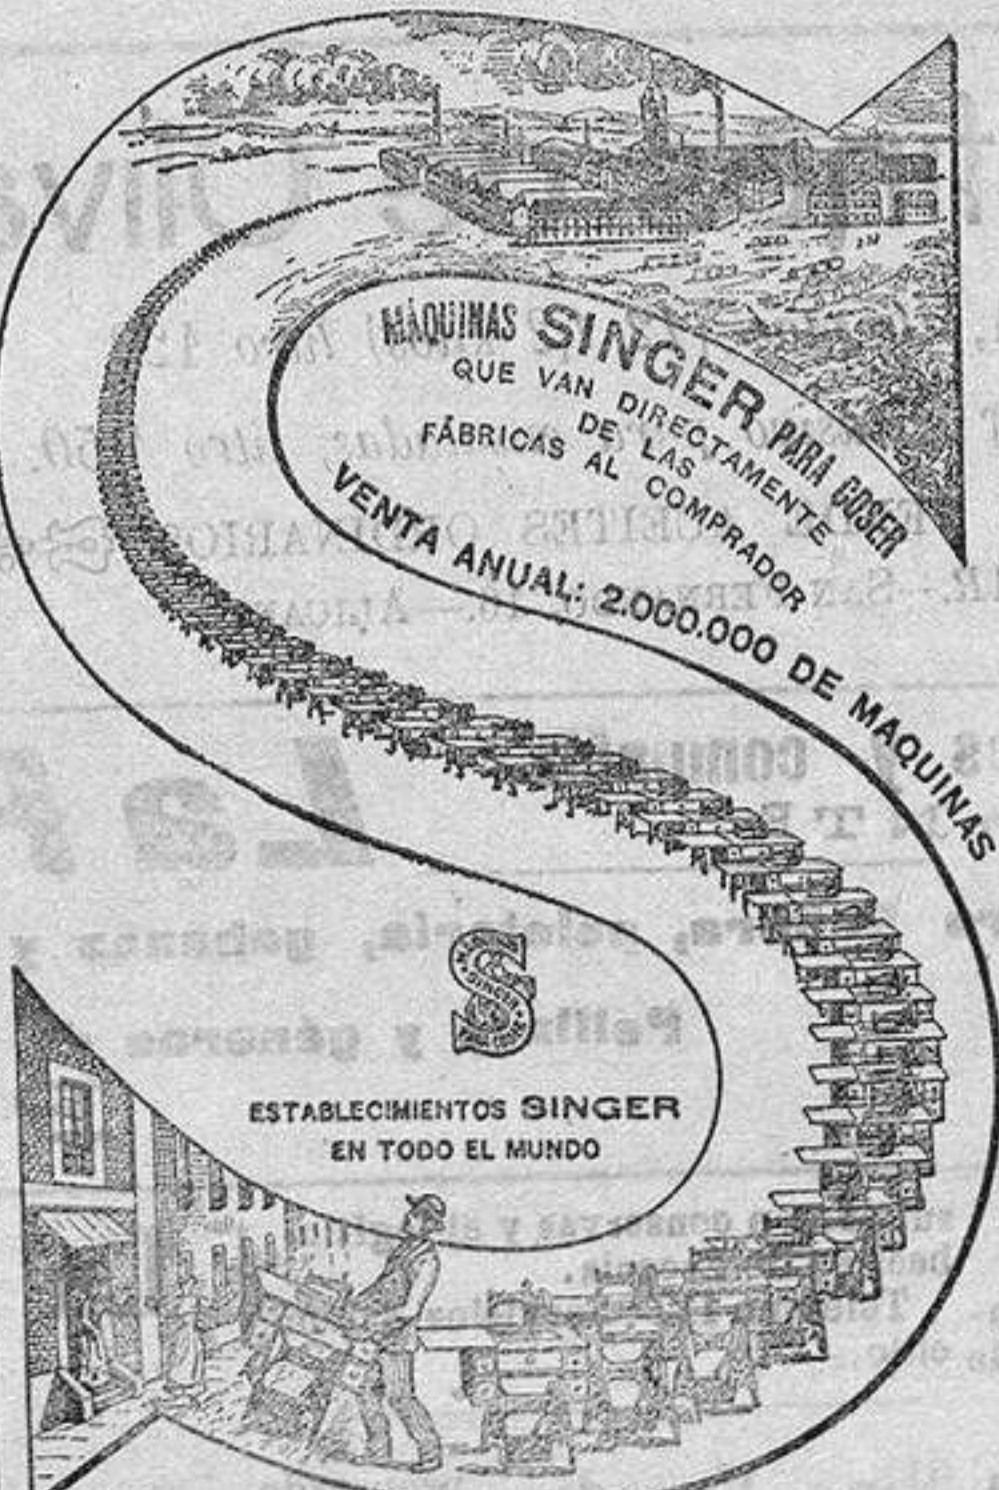 MÁQUINAS SINGER PARA COSER
QUE VAN DIRECTAMENTE
DE LAS
FÁBRICAS AL COMPRADOR
VENTA ANUAL: 2.000.000 DE MAQUINAS
S
SINGER
ESTABLECIMIENTOS SINGER
EN TODO EL MUNDO